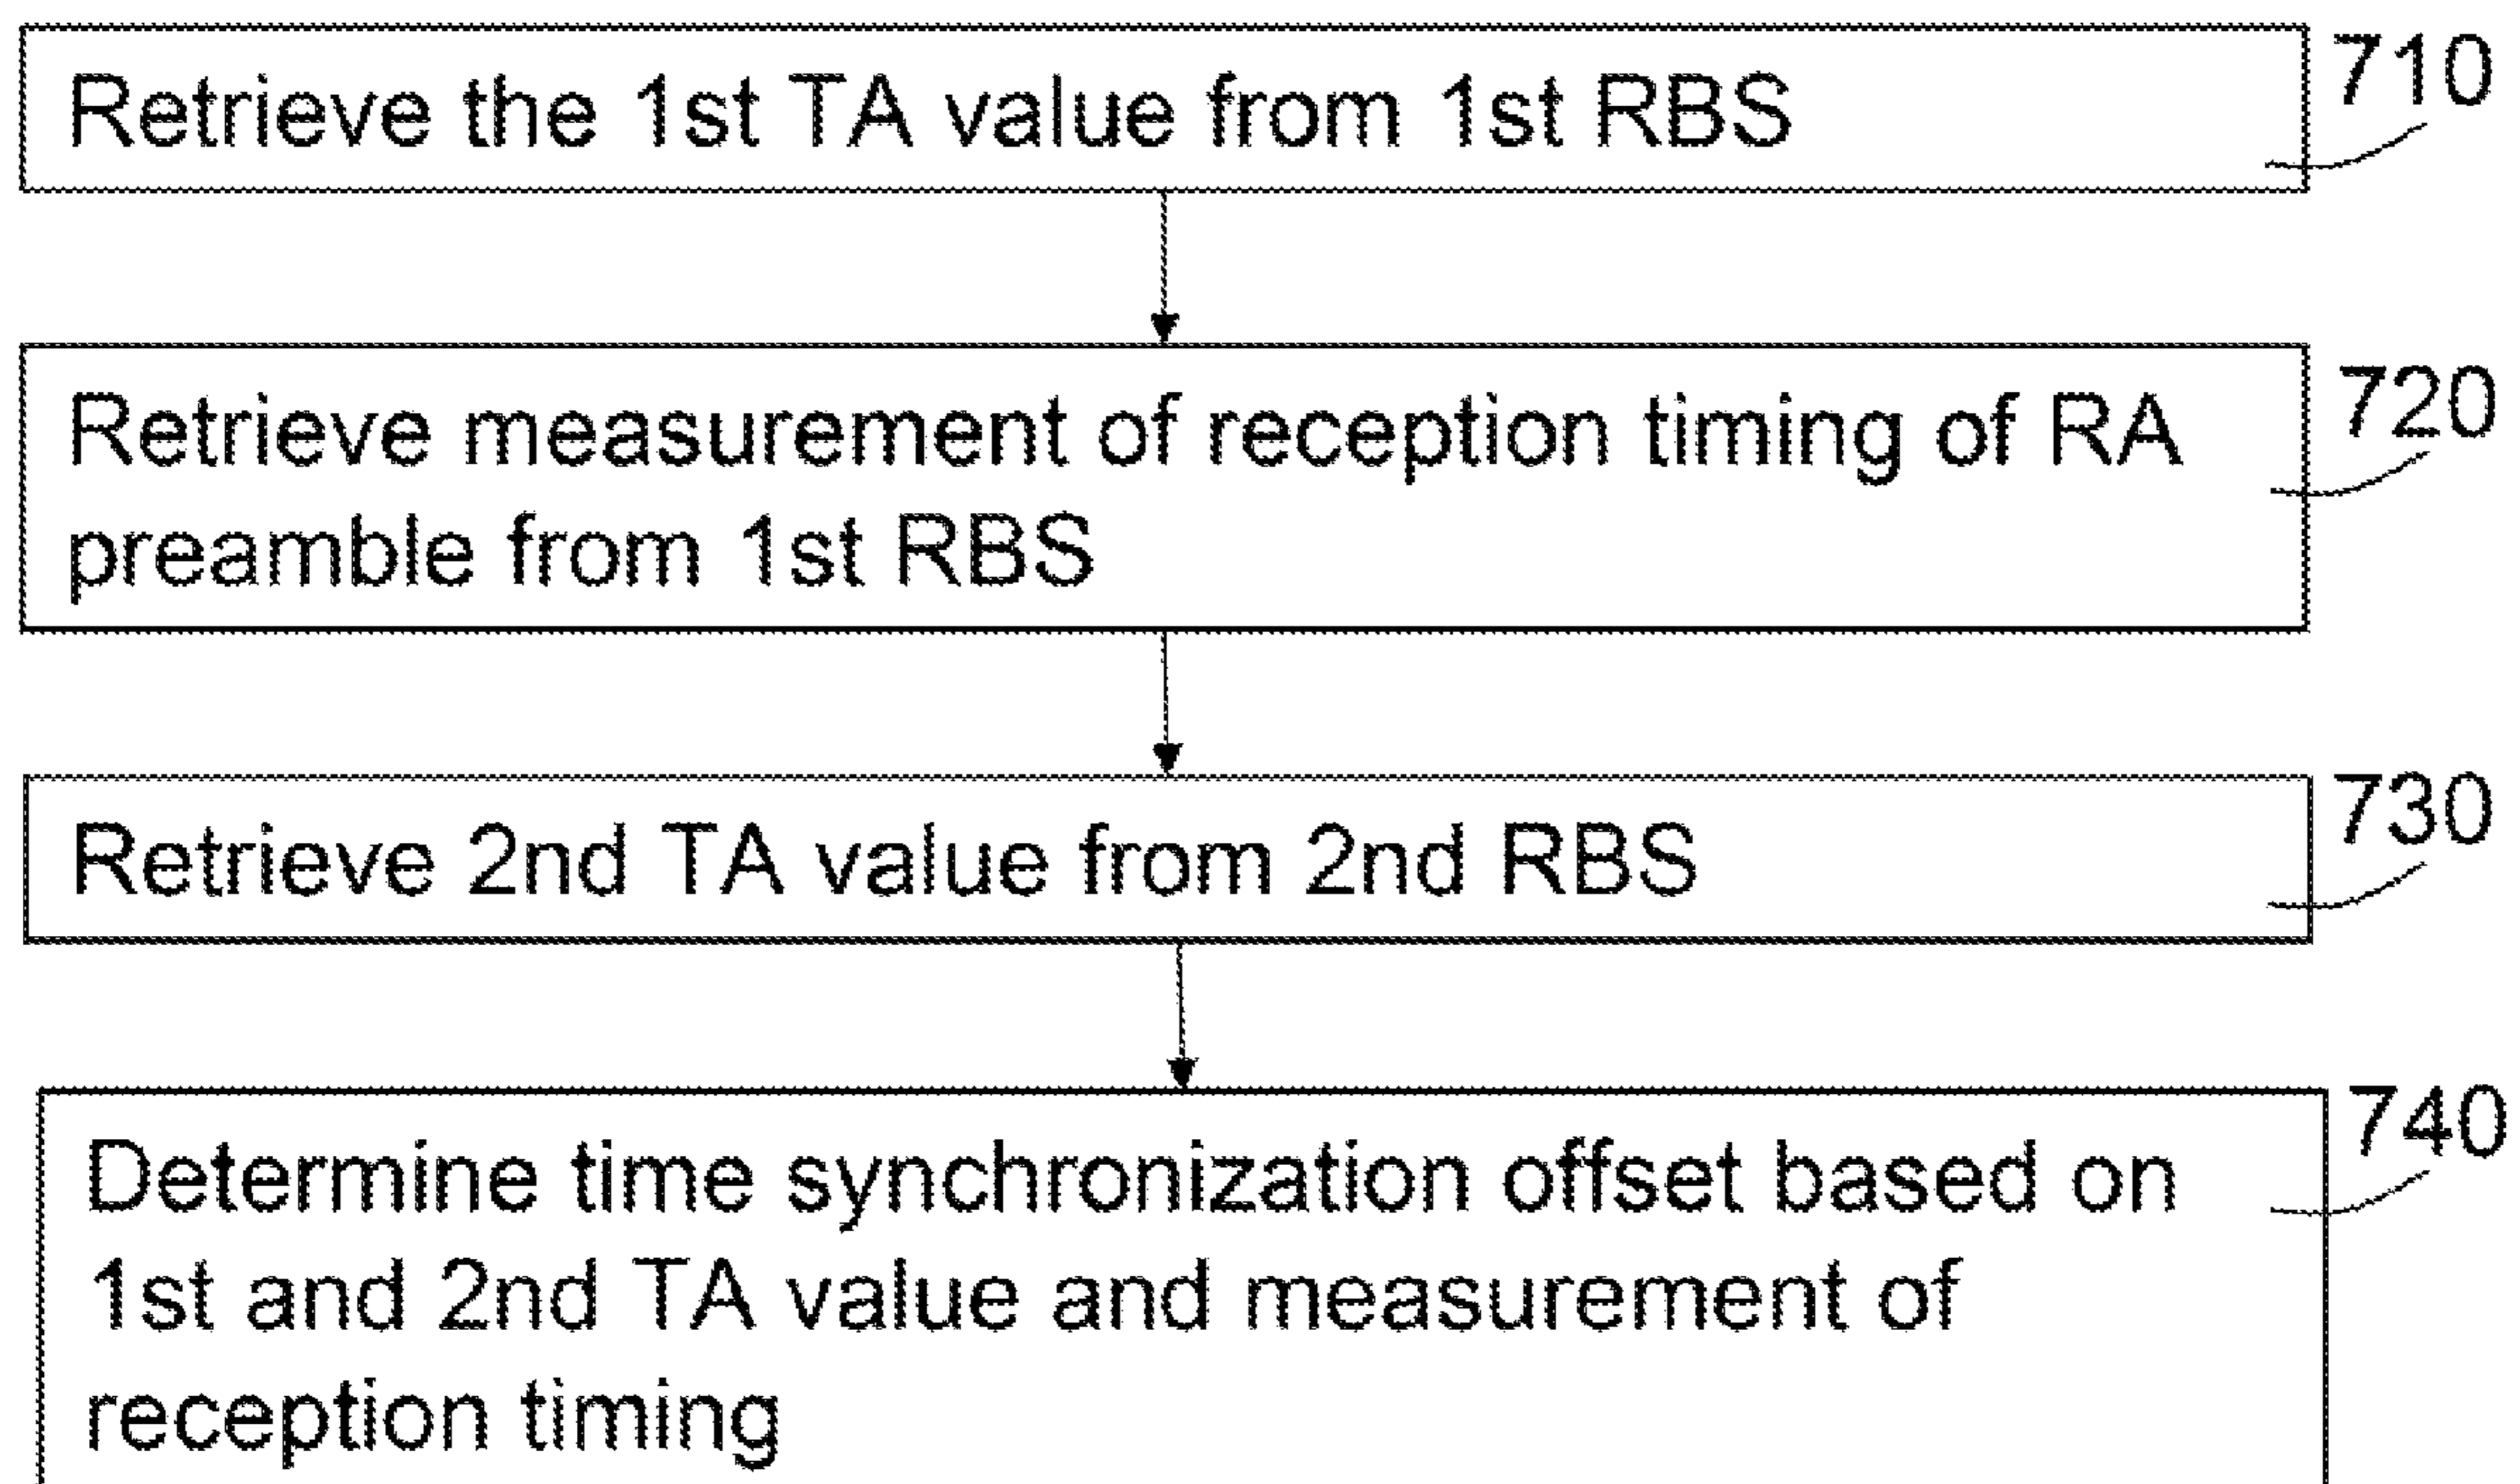 Retrieve the 1st TA value from 1st RBS
710
Retrieve measurement of reception timing of RA
preamble from 1st RBS
720
Retrieve 2nd TA value from 2nd RBS
730
Determine time synchronization offset based on
1st and 2nd TA value and measurement of
reception timing
740